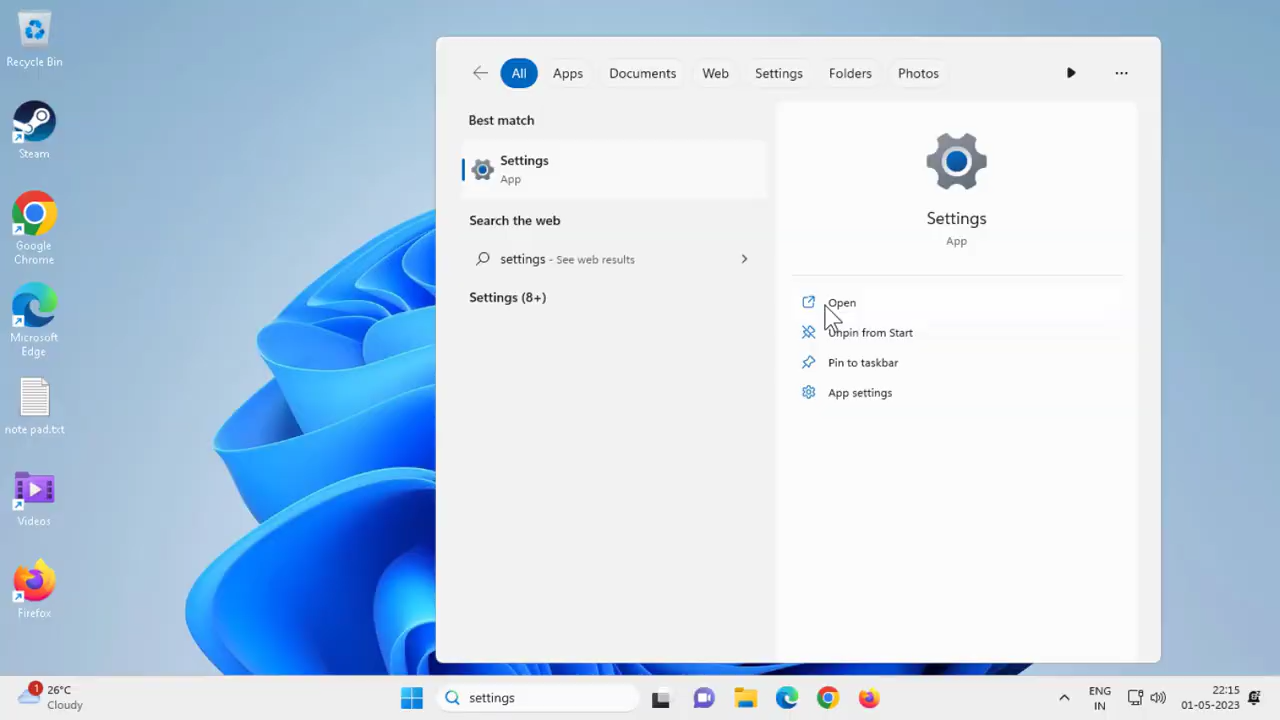 Recycle Bin
Steam
Google
Chrome
Microsoft
Edge
note pad.txt
Videos
Firefox
All
Apps
Documents
Web
Settings
Folders
Photos
Best match
Settings
App
Search the web
settings - See web results
Settings (8+)
Settings
App
Open
Unpin from Start
Pin to taskbar
App settings
1
26°C
Cloudy
settings
ENG
IN
22:15
01-05-2023